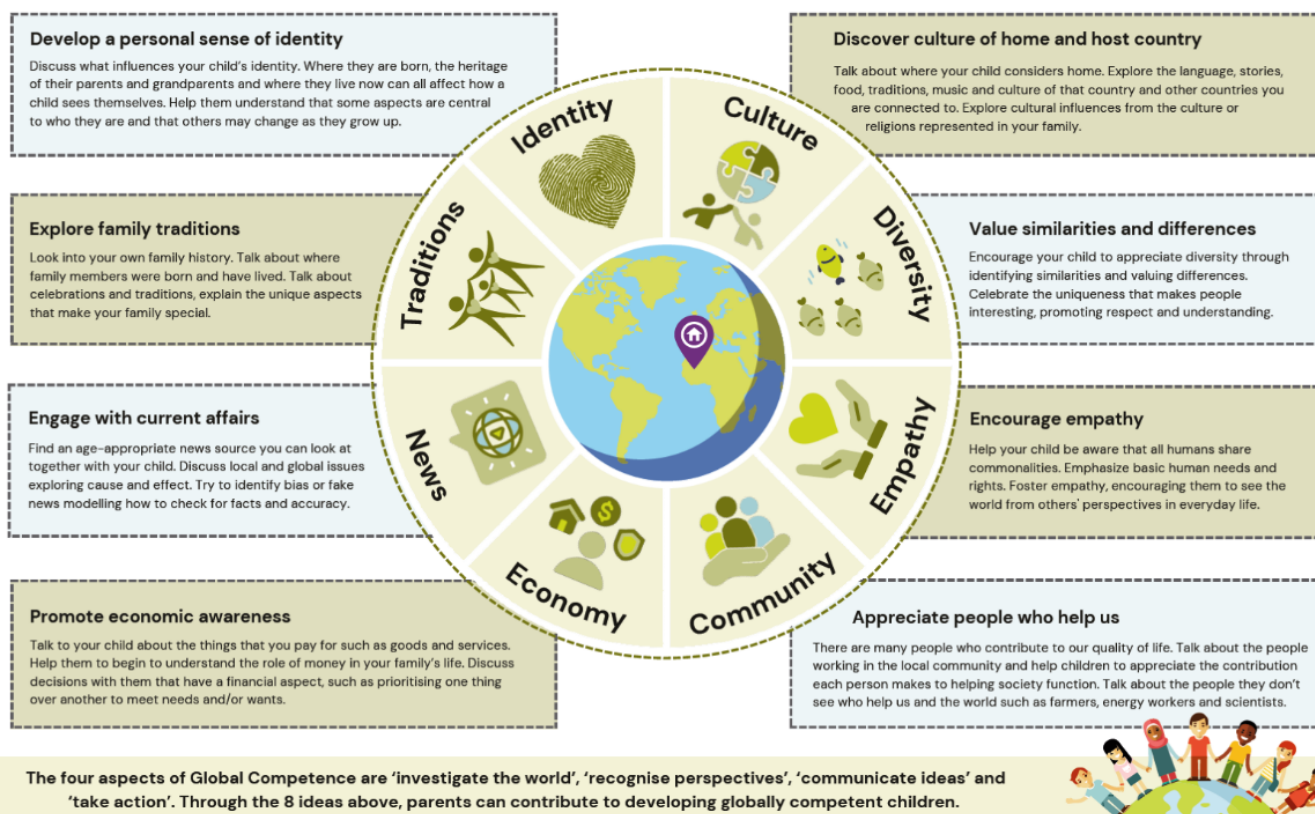 Develop a personal sense of identity
Discuss what influences your child's identity. Where they are born, the heritage
of their parents and grandparents and where they live now can all affect how a
child sees themselves. Help them understand that some aspects are central
to who they are and that others may change as they grow up.
Discover culture of home and host country
Talk about where your child considers home. Explore the language, stories,
food, traditions, music and culture of that country and other countries you
are connected to. Explore cultural influences from the culture or
religions represented in your family.
Identity
Culture
Explore family traditions
Look into your own family history. Talk about where
family members were born and have lived. Talk about
celebrations and traditions, explain the unique aspects
that make your family special.
Traditions
Diversity
Value similarities and differences
Encourage your child to appreciate diversity through
identifying similarities and valuing differences.
Celebrate the uniqueness that makes people
interesting, promoting respect and understanding.
Engage with current affairs
Find an age-appropriate news source you can look at
together with your child. Discuss local and global issues
exploring cause and effect. Try to identify bias or fake
news modelling how to check for facts and accuracy.
News
Empathy
Encourage empathy
Help your child be aware that all humans share
commonalities. Emphasize basic human needs and
rights. Foster empathy, encouraging them to see the
world from others' perspectives in everyday life.
$
Economy
Community
Promote economic awareness
Talk to your child about the things that you pay for such as goods and services.
Help them to begin to understand the role of money in your family's life. Discuss
decisions with them that have a financial aspect, such as prioritising one thing
over another to meet needs and/or wants.
Appreciate people who help us
There are many people who contribute to our quality of life. Talk about the people
working in the local community and help children to appreciate the contribution
each person makes to helping society function. Talk about the people they don't
see who help us and the world such as farmers, energy workers and scientists.
The four aspects of Global Competence are 'investigate the world', 'recognise perspectives', 'communicate ideas' and
'take action'. Through the 8 ideas above, parents can contribute to developing globally competent children.